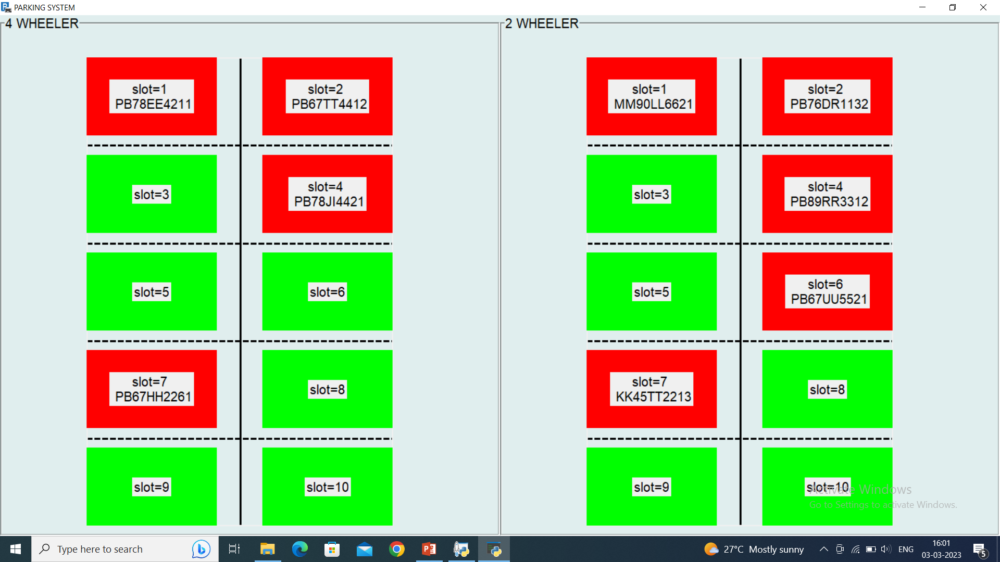 PARKING SYSTEM
4 WHEELER
slot=1
PB78EE4211
slot=2
PB67TT4412
slot=3
slot=4
PB78JI4421
slot=5
slot=6
slot=7
PB67HH2261
slot=8
slot=9
slot=10
2 WHEELER
slot=1
MM90LL6621
slot=2
PB76DR1132
slot=3
slot=4
PB89RR3312
slot=5
slot=6
PB67UU5521
slot=7
KK45TT2213
slot=8
slot=9
slot=10
Activate Windows
Go to Settings to activate Windows.
Type here to search
27°C Mostly sunny
ENG
16:01
03-03-2023
5